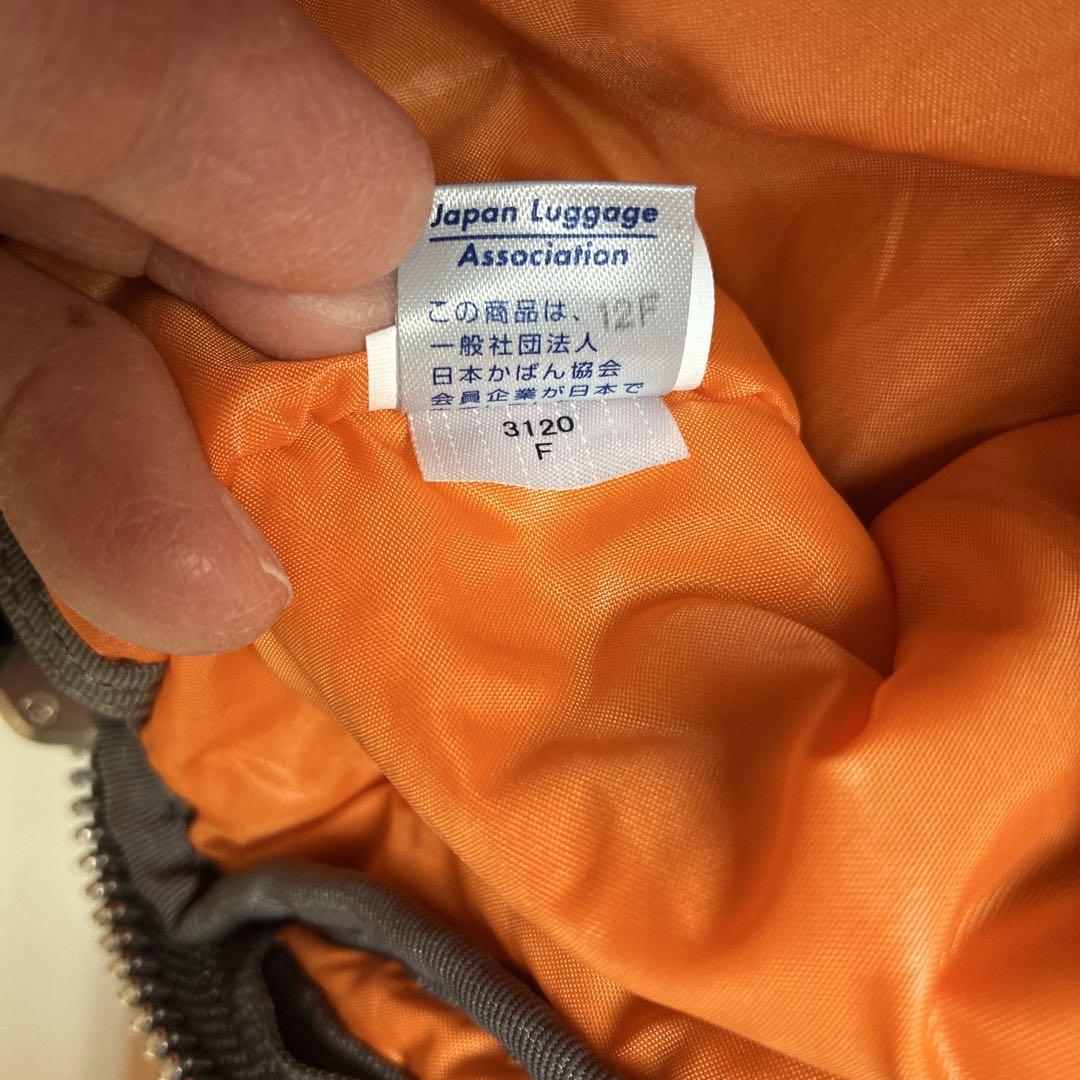 Japan Luggage
Association
この商品は、 12F
一般社団法人
日本かばん協会
会員企業が日本で
3120
F